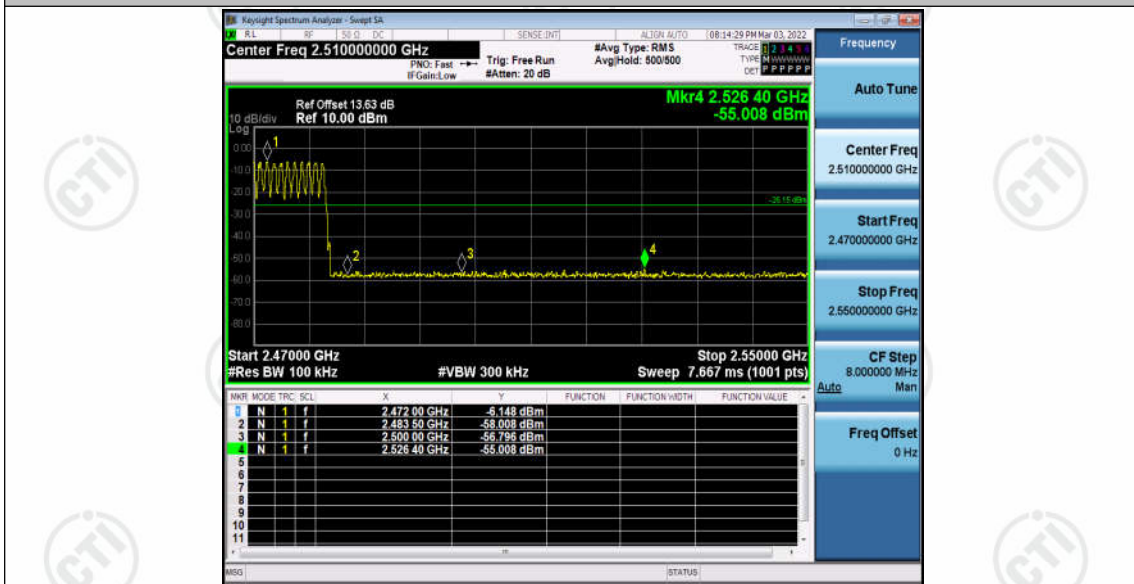 Keysight Spectrum Analyzer - Swept SA
RL RF 50 Ω DC SENSE:INT ALIGN AUTO 08:14:29 PM Mar 03, 2022
Center Freq 2.510000000 GHz
PNO: Fast
IFGain:Low
Trig: Free Run
#Atten: 20 dB
#Avg Type: RMS
Avg|Hold: 500/500
TRACE 1 2 3 4 5 6
TYPE M WWWWW
DET P P P P P P
Frequency
Auto Tune
Center Freq
2.510000000 GHz
Start Freq
2.470000000 GHz
Stop Freq
2.550000000 GHz
CF Step
8.000000 MHz
Auto Man
Freq Offset
0 Hz
Mkr4 2.526 40 GHz
-55.008 dBm
Ref Offset 13.63 dB
10 dB/div Ref 10.00 dBm
Log
0.00
-10.0
-20.0
-30.0
-40.0
-50.0
-60.0
-70.0
-80.0
1
2
3
4
-26.15 dBm
Start 2.47000 GHz Stop 2.55000 GHz
#Res BW 100 kHz #VBW 300 kHz Sweep 7.667 ms (1001 pts)
MKR MODE TRC SCL X Y FUNCTION FUNCTION WIDTH FUNCTION VALUE
1 N 1 f 2.472 00 GHz -6.148 dBm
2 N 1 f 2.483 50 GHz -58.008 dBm
3 N 1 f 2.500 00 GHz -56.796 dBm
4 N 1 f 2.526 40 GHz -55.008 dBm
5
6
7
8
9
10
11
MSG STATUS
CTI
CTI
CTI
CTI